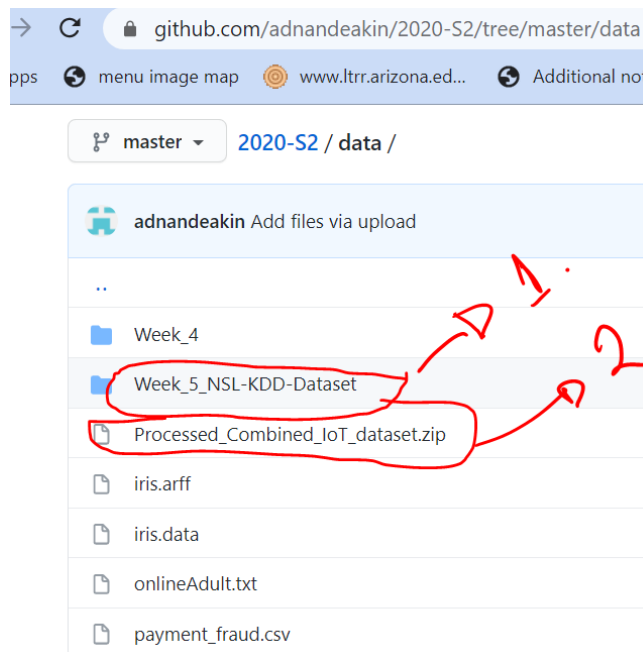 github.com/adnandeakin/2020-S2/tree/master/data
pps menu image map www.ltrr.arizona.ed... Additional no
master 2020-S2 / data /
adnandeakin Add files via upload
..
1.
Week_4
2
Week_5_NSL-KDD-Dataset
Processed_Combined_IoT_dataset.zip
iris.arff
iris.data
onlineAdult.txt
payment_fraud.csv